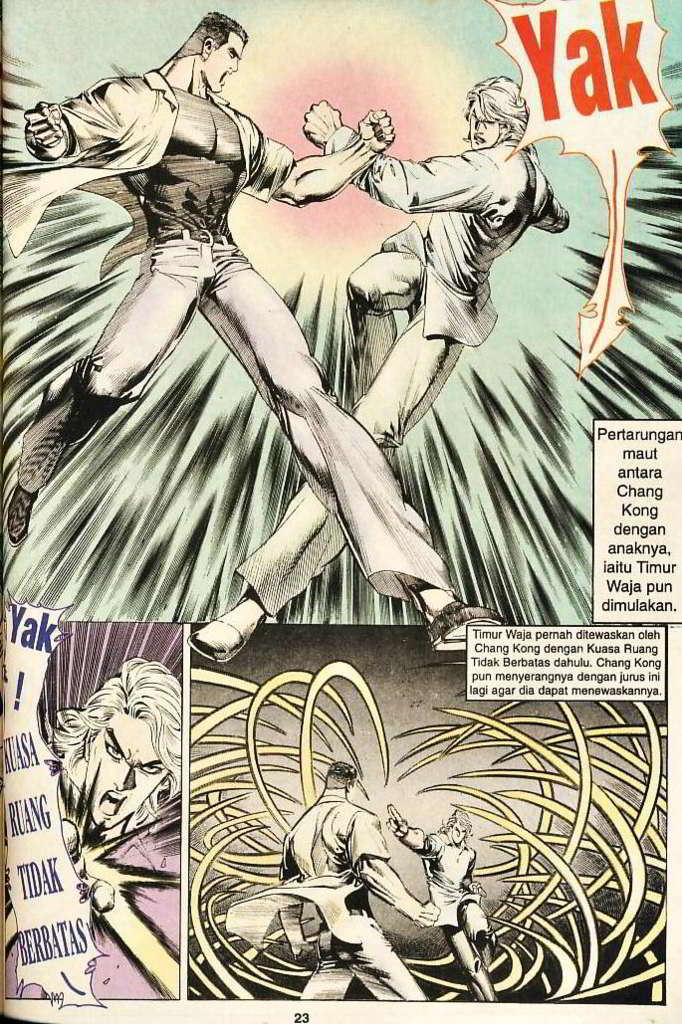 Yak
Pertarungan
maut
antara
Chang
Kong
dengan
anaknya,
iaitu Timur
Waja pun
dimulakan.
Yak
!
KUASA
RUANG
TIDAK
BERBATAS
Timur Waja pernah ditewaskan oleh
Chang Kong dengan Kuasa Ruang
Tidak Berbatas dahulu. Chang Kong
pun menyerangnya dengan jurus ini
lagi agar dia dapat menewaskannya.
23